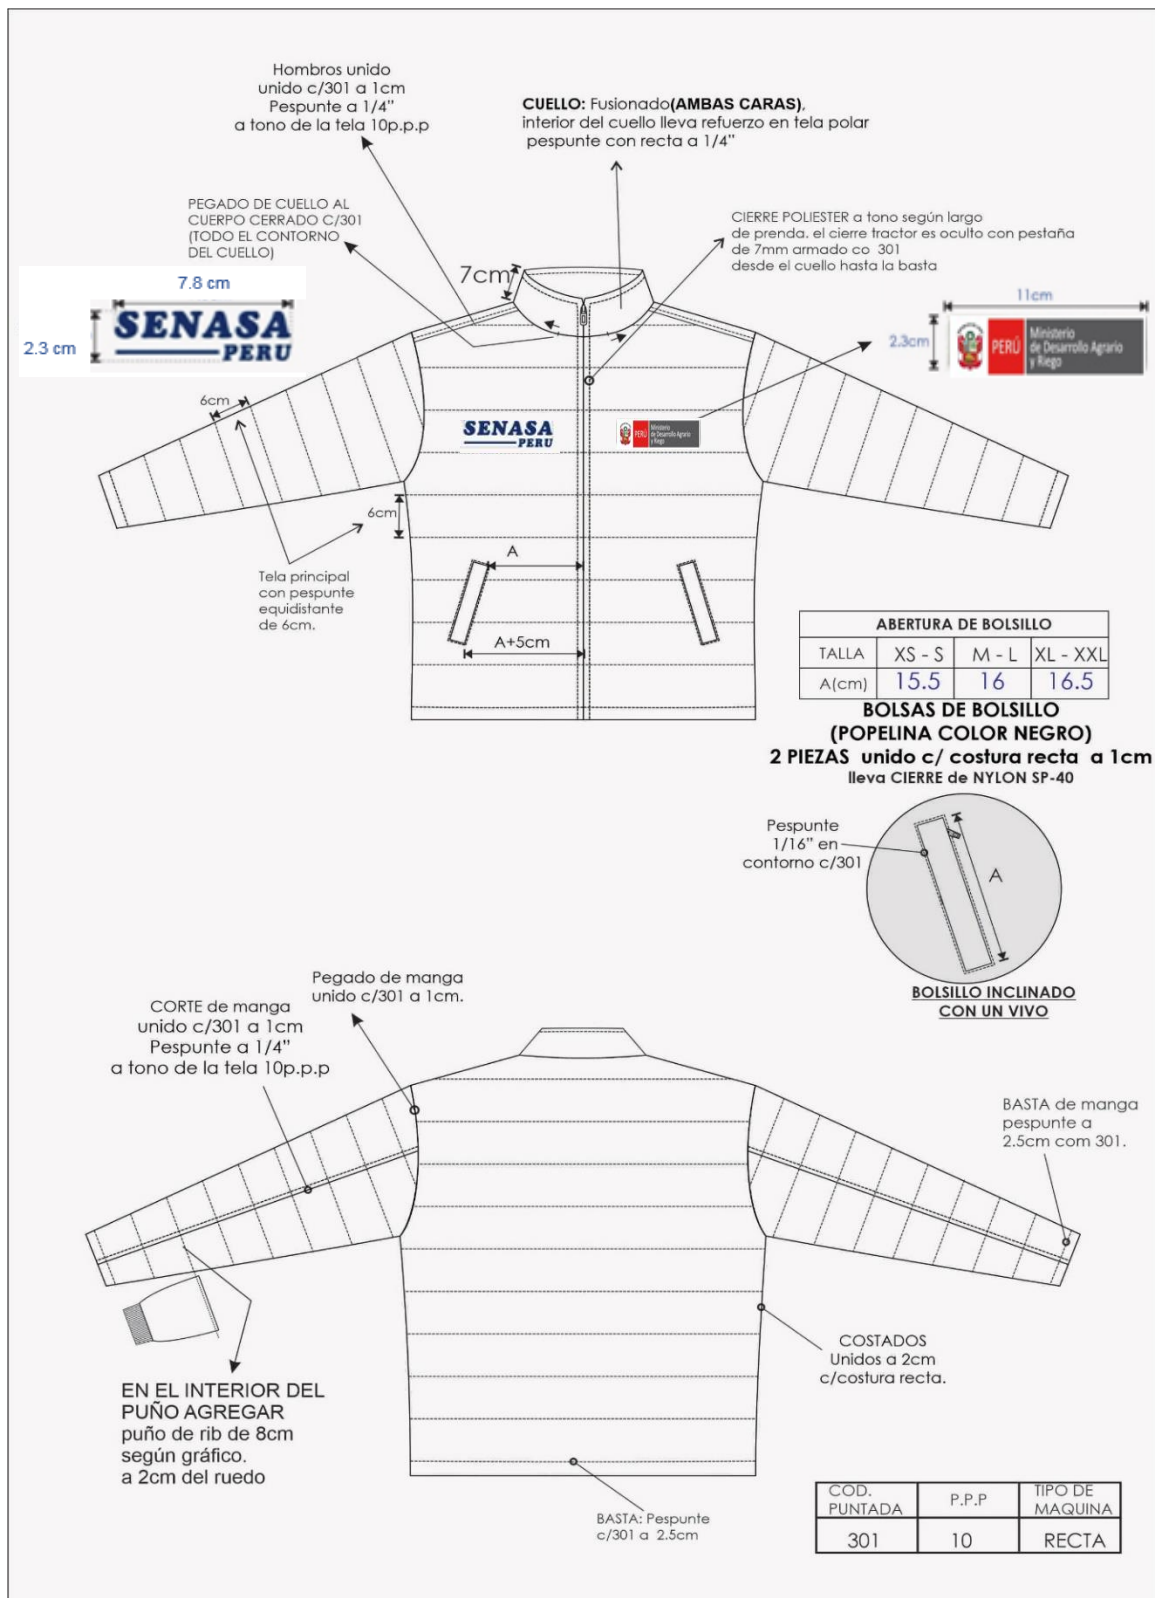 Hombros unido
unido c/301 a 1cm
Pespunte a 1/4”
a tono de la tela 10p.p.p
CUELLO: Fusionado(AMBAS CARAS),
interior del cuello lleva refuerzo en tela polar
pespunte con recta a 1/4”
PEGADO DE CUELLO AL
CUERPO CERRADO C/301
(TODO EL CONTORNO
DEL CUELLO)
CIERRE POLIESTER a tono según largo
de prenda. el cierre tractor es oculto con pestaña
de 7mm armado co 301
desde el cuello hasta la basta
7cm
7.8 cm
2.3 cm
SENASA
PERU
11cm
2.3cm
PERÚ
Ministerio
de Desarrollo Agrario
y Riego
6cm
SENASA
PERU
PERÚ
Ministerio
de Desarrollo Agrario
y Riego
6cm
A
A+5cm
Tela principal
con pespunte
equidistante
de 6cm.
ABERTURA DE BOLSILLO
TALLA XS - S M - L XL - XXL
A(cm) 15.5 16 16.5
BOLSAS DE BOLSILLO
(POPELINA COLOR NEGRO)
2 PIEZAS unido c/ costura recta a 1cm
lleva CIERRE de NYLON SP-40
Pespunte
1/16” en
contorno c/301
A
BOLSILLO INCLINADO
CON UN VIVO
Pegado de manga
unido c/301 a 1cm.
CORTE de manga
unido c/301 a 1cm
Pespunte a 1/4”
a tono de la tela 10p.p.p
BASTA de manga
pespunte a
2.5cm com 301.
COSTADOS
Unidos a 2cm
c/costura recta.
EN EL INTERIOR DEL
PUÑO AGREGAR
puño de rib de 8cm
según gráfico.
a 2cm del ruedo
BASTA: Pespunte
c/301 a 2.5cm
COD. PUNTADA P.P.P TIPO DE MAQUINA
301 10 RECTA